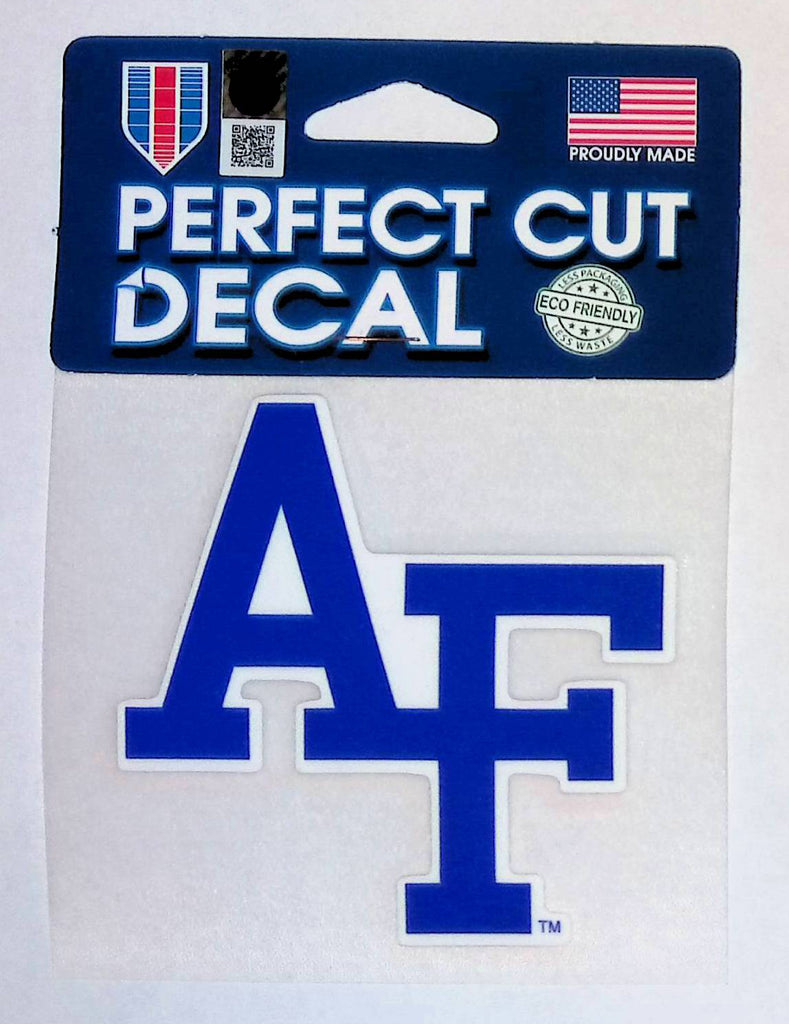 PROUDLY MADE
PERFECT CUT
DECAL
LESS PACKAGING
ECO FRIENDLY
LESS WASTE
AF
TM